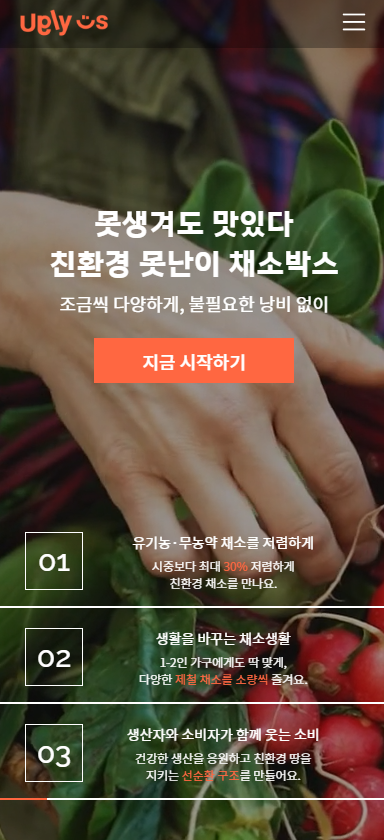 Ugly us
못생겨도 맛있다
친환경 못난이 채소박스
조금씩 다양하게, 불필요한 낭비 없이
지금 시작하기
01
유기농·무농약 채소를 저렴하게
시중보다 최대 30% 저렴하게
친환경 채소를 만나요.
02
생활을 바꾸는 채소생활
1-2인 가구에게도 딱 맞게,
다양한 제철 채소를 소량씩 즐겨요.
03
생산자와 소비자가 함께 웃는 소비
건강한 생산을 응원하고 친환경 땅을
지키는 선순환 구조를 만들어요.